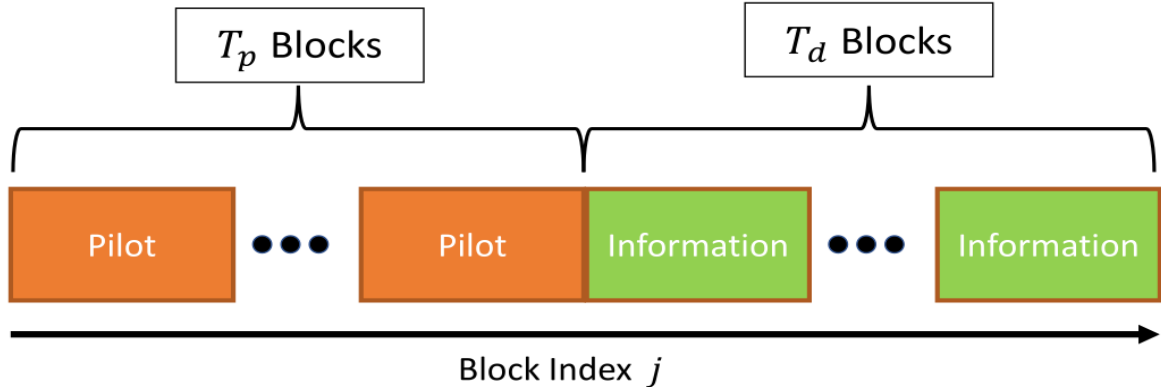 T_p Blocks
T_d Blocks
Pilot
Pilot
Information
Information
Block Index j